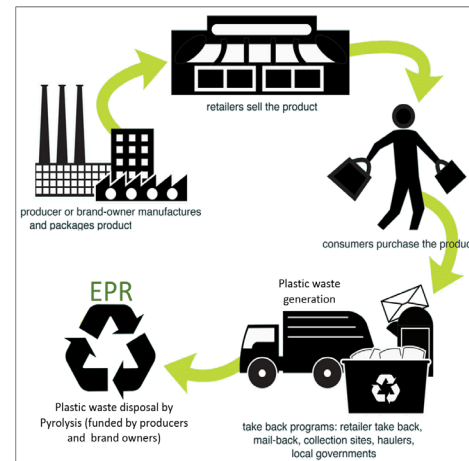 retailers sell the product
producer or brand-owner manufactures
and packages product
consumers purchase the produc
Plastic waste
generation
EPR
Plastic waste disposal by
Pyrolysis (funded by producers
and brand owners)
take back programs: retailer take back,
mail-back, collection sites, haulers,
local governments